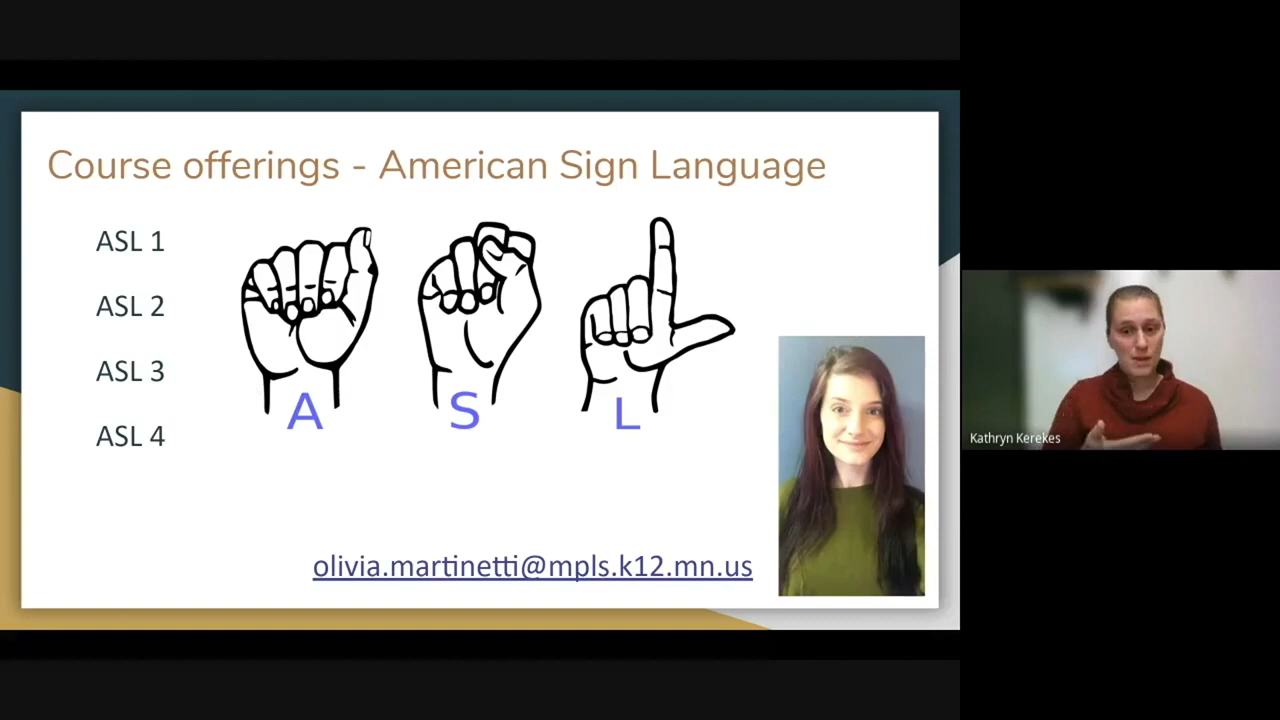 Course offerings - American Sign Language
ASL 1
ASL 2
ASL 3
ASL 4
A S L
olivia.martinetti@mpls.k12.mn.us
Kathryn Kerekes